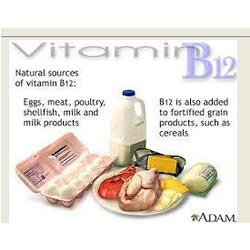 Vitamin
B12
Natural sources
of vitamin B12:
Eggs, meat, poultry,
shellfish, milk and
milk products
B12 is also added
to fortified grain
products, such as
cereals
ADAM